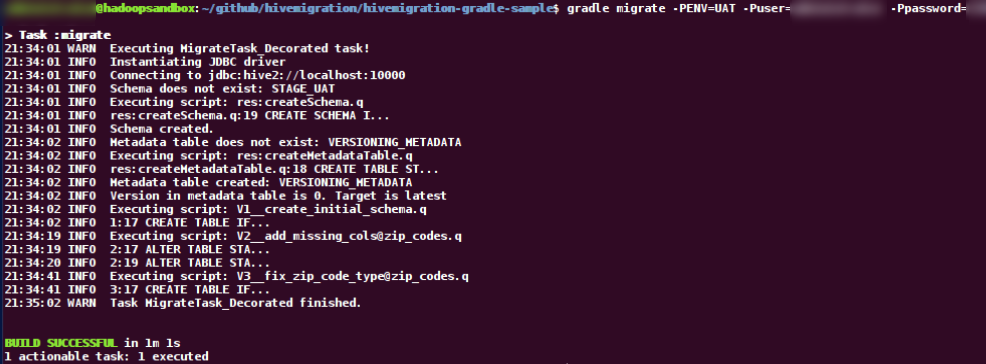 @hadoopsandbox:~/github/hivemigration/hivemigration-gradle-sample$ gradle migrate -PENV=UAT -Puser= -Ppassword=
> Task :migrate
21:34:01 WARN  Executing MigrateTask_Decorated task!
21:34:01 INFO  Instantiating JDBC driver
21:34:01 INFO  Connecting to jdbc:hive2://localhost:10000
21:34:01 INFO  Schema does not exist: STAGE_UAT
21:34:01 INFO  Executing script: res:createSchema.q
21:34:01 INFO  res:createSchema.q:19 CREATE SCHEMA I...
21:34:01 INFO  Schema created.
21:34:02 INFO  Metadata table does not exist: VERSIONING_METADATA
21:34:02 INFO  Executing script: res:createMetadataTable.q
21:34:02 INFO  res:createMetadataTable.q:18 CREATE TABLE ST...
21:34:02 INFO  Metadata table created: VERSIONING_METADATA
21:34:02 INFO  Version in metadata table is 0. Target is latest
21:34:02 INFO  Executing script: V1__create_initial_schema.q
21:34:02 INFO  1:17 CREATE TABLE IF...
21:34:19 INFO  Executing script: V2__add_missing_cols@zip_codes.q
21:34:19 INFO  2:17 ALTER TABLE STA...
21:34:20 INFO  2:19 ALTER TABLE STA...
21:34:41 INFO  Executing script: V3__fix_zip_code_type@zip_codes.q
21:34:41 INFO  3:17 CREATE TABLE IF...
21:35:02 WARN  Task MigrateTask_Decorated finished.
BUILD SUCCESSFUL in 1m 1s
1 actionable task: 1 executed